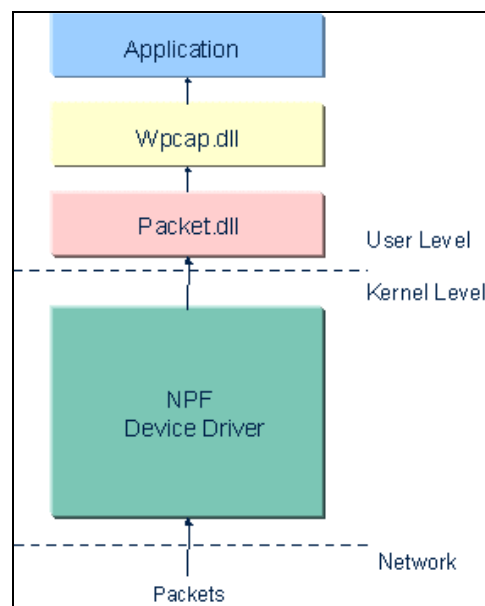 Application
Wpcap.dll
Packet.dll
User Level
Kernel Level
NPF
Device Driver
Network
Packets